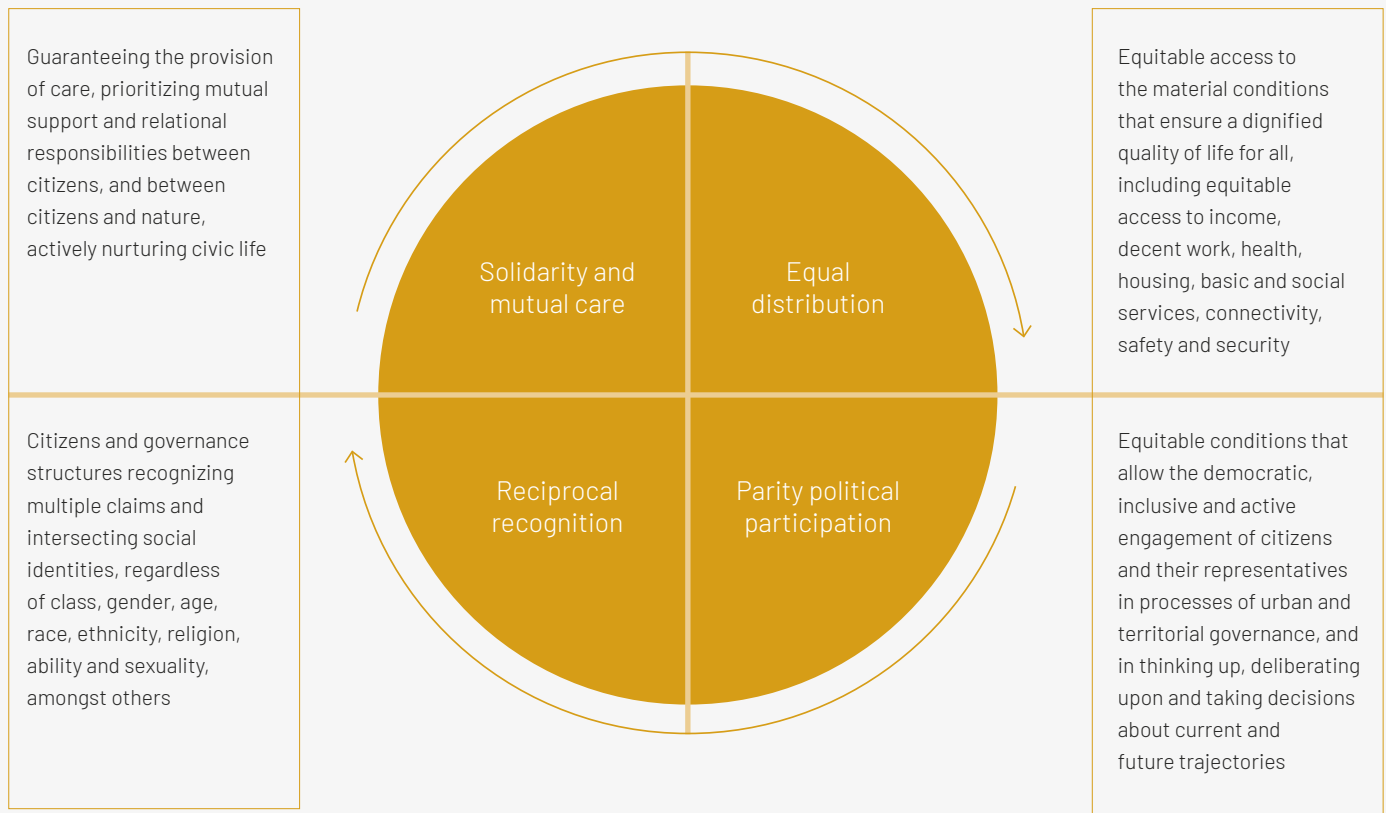 Guaranteeing the provision
of care, prioritizing mutual
support and relational
responsibilities between
citizens, and between
citizens and nature,
actively nurturing civic life
Solidarity and
mutual care
Equal
distribution
Equitable access to
the material conditions
that ensure a dignified
quality of life for all,
including equitable
access to income,
decent work, health,
housing, basic and social
services, connectivity,
safety and security
Citizens and governance
structures recognizing
multiple claims and
intersecting social
identities, regardless
of class, gender, age,
race, ethnicity, religion,
ability and sexuality,
amongst others
Reciprocal
recognition
Parity political
participation
Equitable conditions that
allow the democratic,
inclusive and active
engagement of citizens
and their representatives
in processes of urban and
territorial governance, and
in thinking up, deliberating
upon and taking decisions
about current and
future trajectories